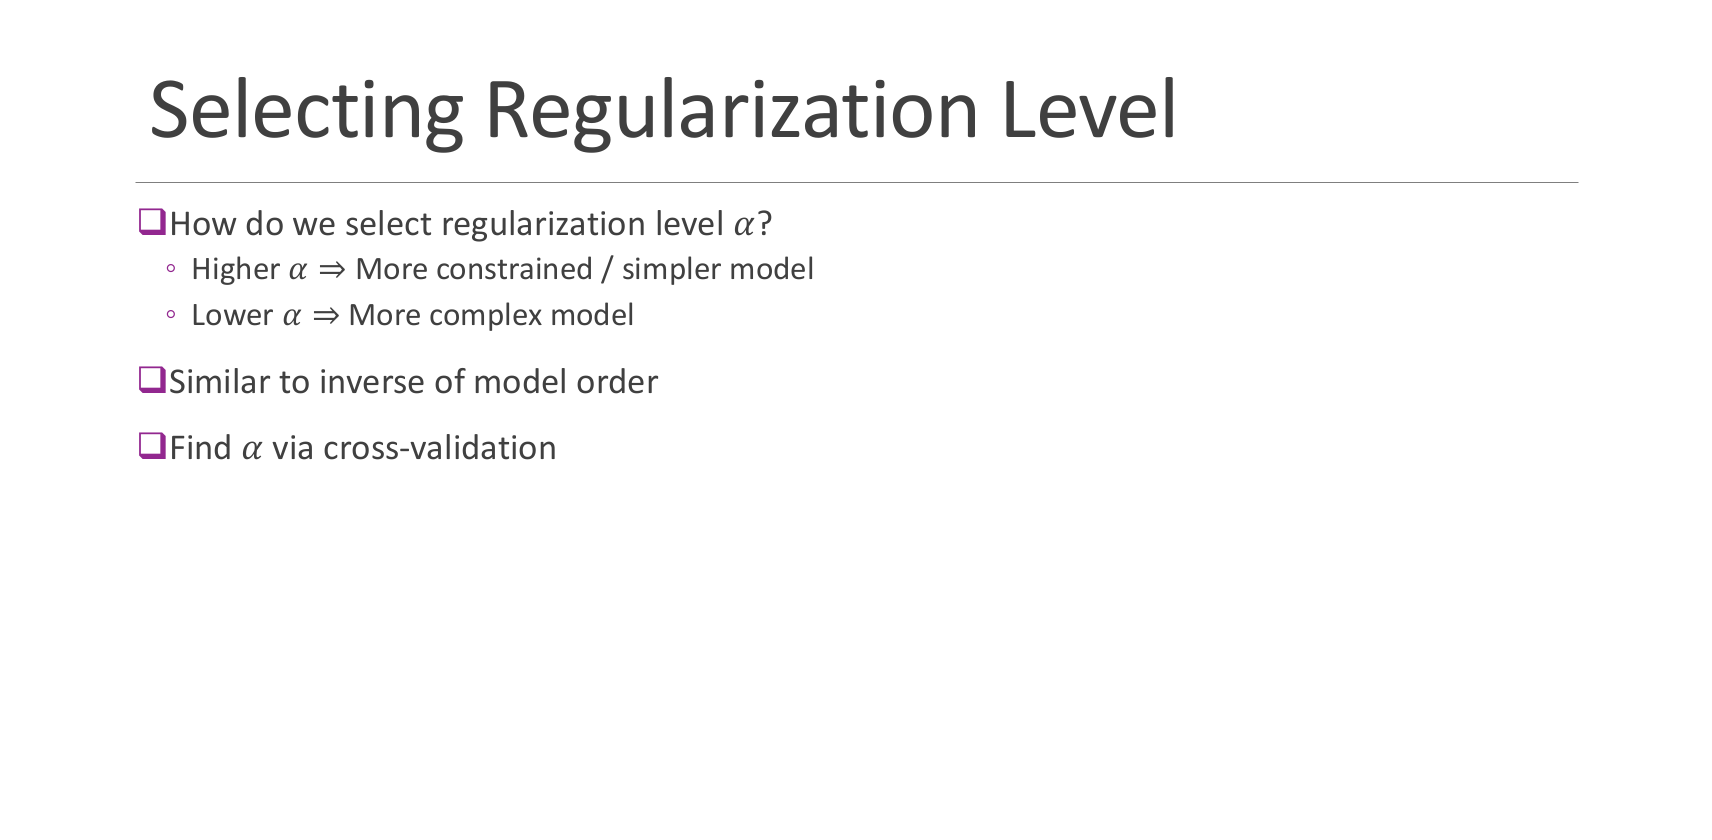 Selecting Regularization Level
❑How do we select regularization level 𝛼?
◦ Higher 𝛼 ⇒ More constrained / simpler model
◦ Lower 𝛼 ⇒ More complex model
❑Similar to inverse of model order
❑Find 𝛼 via cross-validation